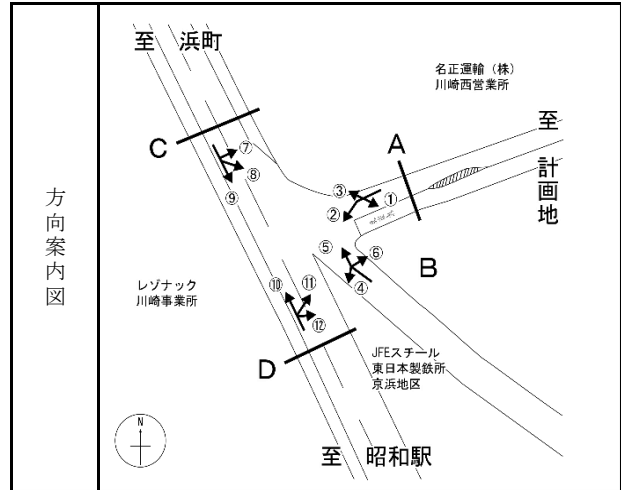 方向案内図
至 浜町
名正運輸（株）
川崎西営業所
至
計画地
A
C
⑦
⑧
⑨
③
①
②
B
⑤
⑥
④
レゾナック
川崎事業所
⑩
⑪
⑫
D
JFEスチール
東日本製鉄所
京浜地区
N
至 昭和駅